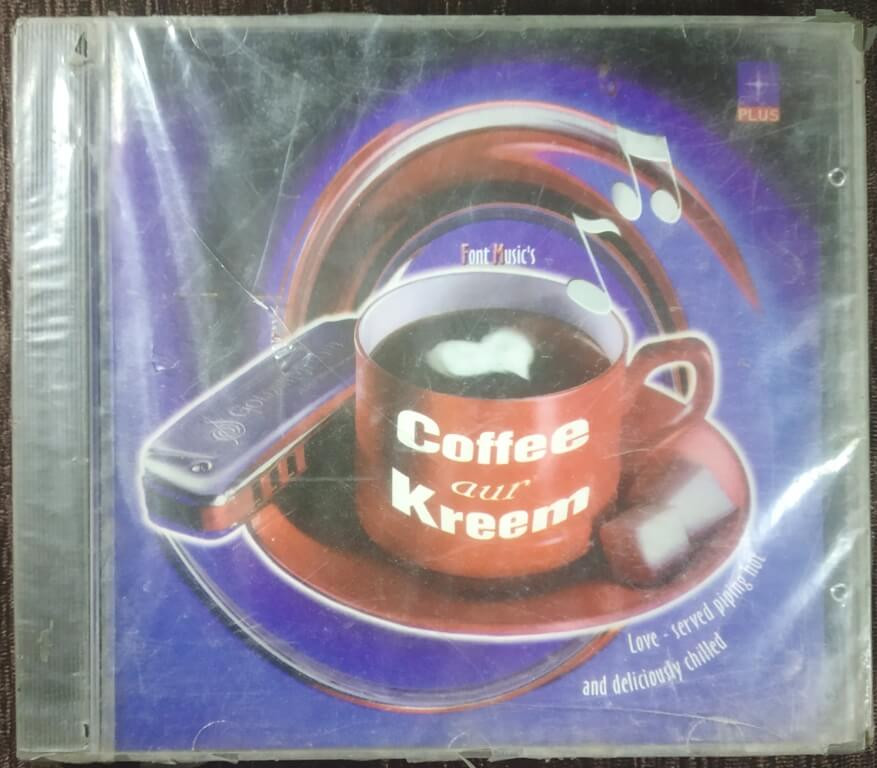 PLUS
Font Music's
Coffee
aur
Kreem
Love - served piping hot
and deliciously chilled